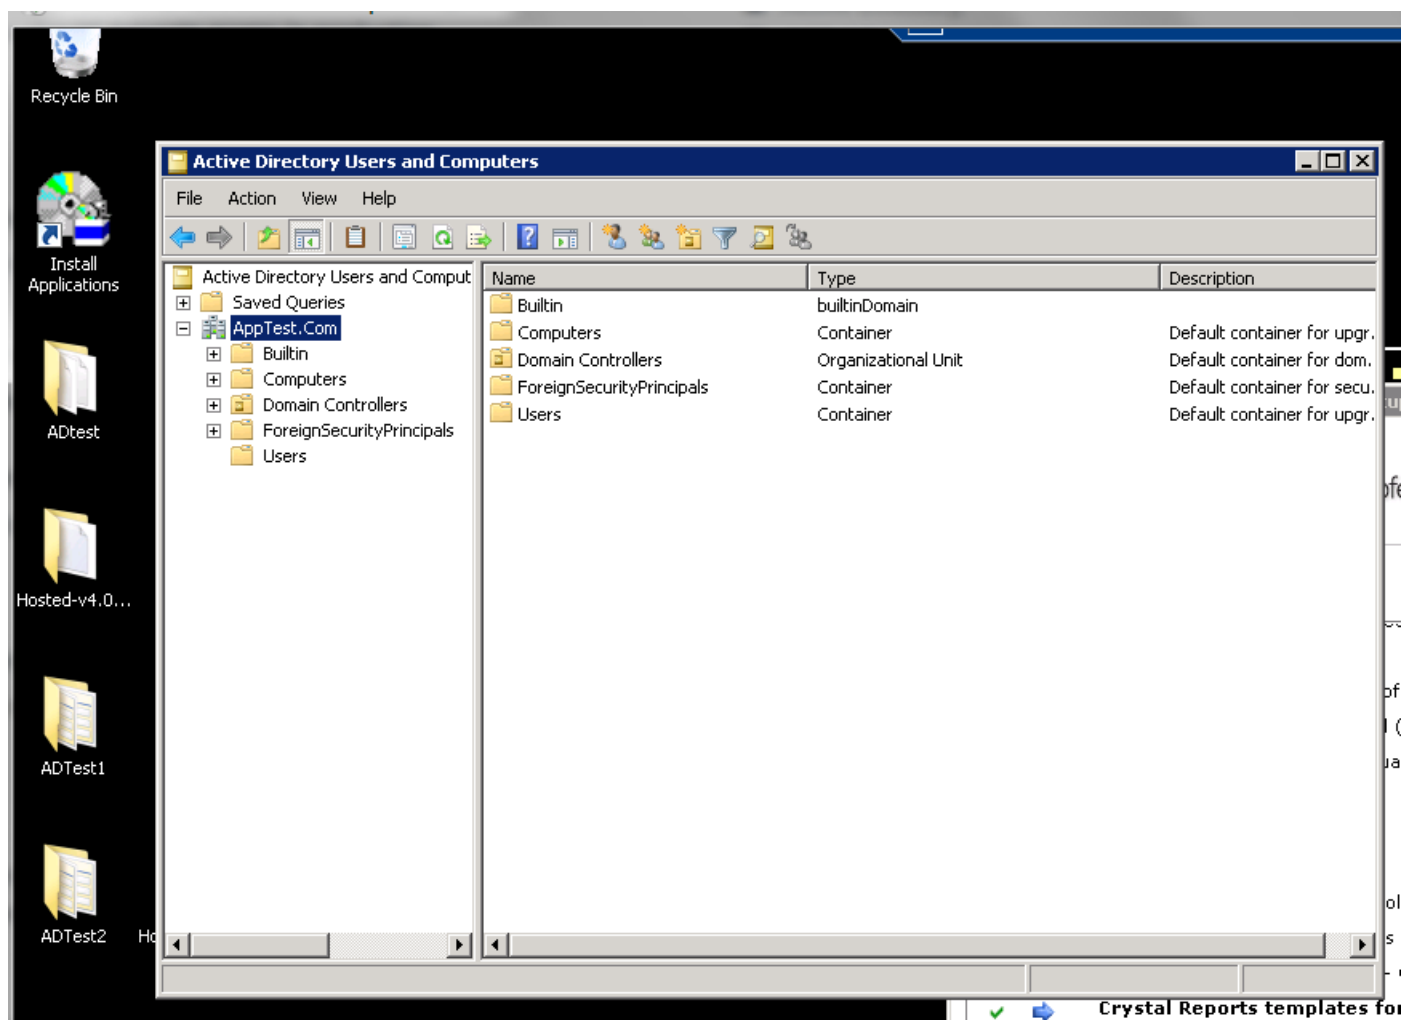 Recycle Bin
Install
Applications
ADtest
Hosted-v4.0...
ADTest1
ADTest2
Active Directory Users and Computers
File Action View Help
Active Directory Users and Comput
Saved Queries
AppTest.Com
Builtin
Computers
Domain Controllers
ForeignSecurityPrincipals
Users
Name Type Description
Builtin builtinDomain
Computers Container Default container for upgr.
Domain Controllers Organizational Unit Default container for dom.
ForeignSecurityPrincipals Container Default container for secu.
Users Container Default container for upgr.
Crystal Reports templates for